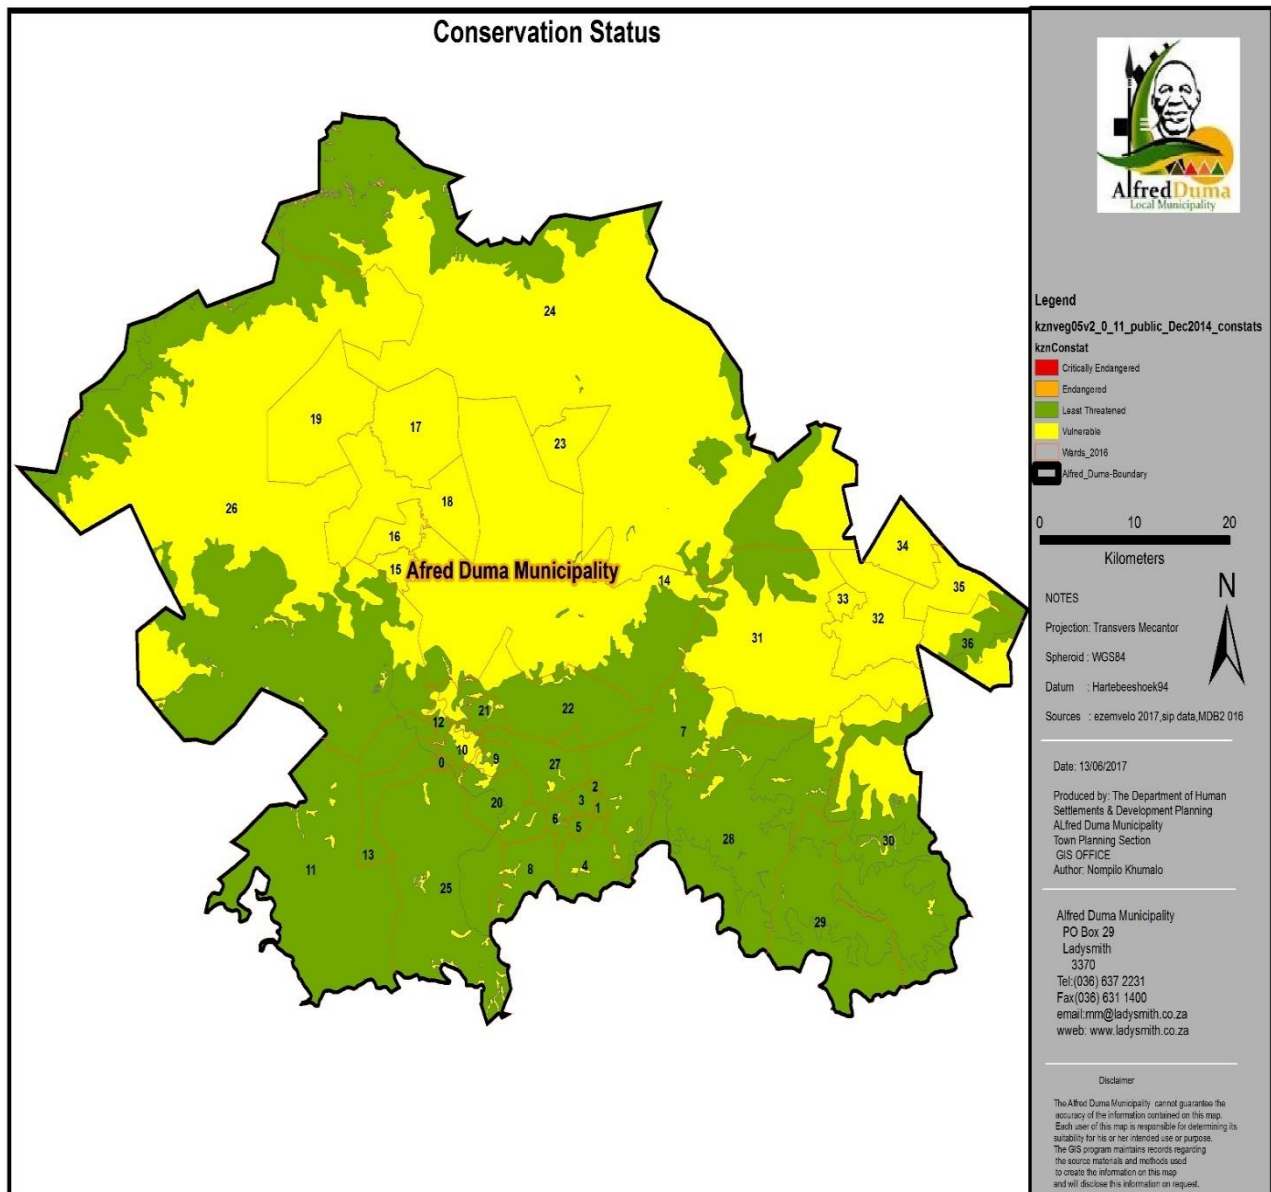 Conservation Status
AlfredDuma
Local Municipality
Legend
kznveg05v2_0_11_public_Dec2014_constats
kznConstat
Critically Endangered
Endangered
Least Threatened
Vulnerable
Wards_2016
Alfred_Duma-Boundary
0 10 20
Kilometers
N
NOTES
Projection: Transvers Mecantor
Spheroid : WGS84
Datum : Hartebeeshoek94
Sources : ezemvelo 2017,sip data,MDB2 016
Date: 13/06/2017
Produced by: The Department of Human
Settlements & Development Planning
ALfred Duma Municipality
Town Planning Section
GIS OFFICE
Author: Nompilo Khumalo
Alfred Duma Municipality
PO Box 29
Ladysmith
3370
Tel:(036) 637 2231
Fax(036) 631 1400
email:mm@ladysmith.co.za
wweb: www.ladysmith.co.za
Disclaimer
The Alfred Duma Municipality cannot guarantee the
accuracy of the information contained on this map.
Each user of this map is responsible for determining its
suitability for his or her intended use or purpose.
The GIS program maintains records regarding
the source materials and methods used
to create the information on this map
and will disclose this information on request.
24
19
17
23
26
18
16
34
15
Afred Duma Municipality
14
33
35
32
31
36
21
22
12
7
10
9
0
27
2
20
3
1
6
5
28
30
11
13
8
4
25
29